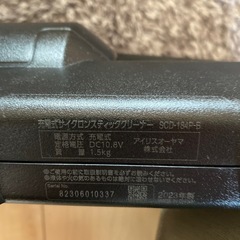 充電式サイクロンスティッククリーナー SCD-184P-B
電源方式 充電式
定格電圧 DC10.8V
質量 1.5kg
アイリスオーヤマ
株式会社
Serial No.
82306010337
2023年製